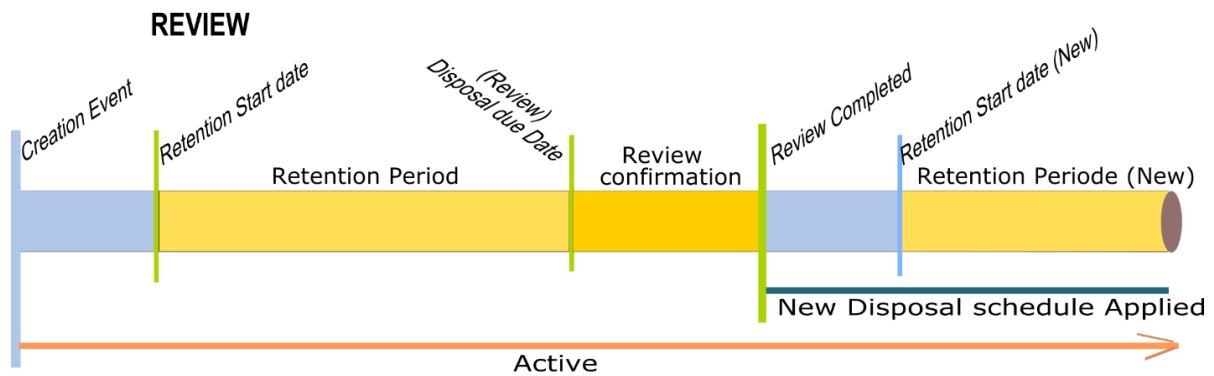 REVIEW
Creation Event
Retention Start date
(Review)
Disposal due Date
Review Completed
Retention Start date (New)
Retention Period
Review
confirmation
Retention Periode (New)
New Disposal schedule Applied
Active